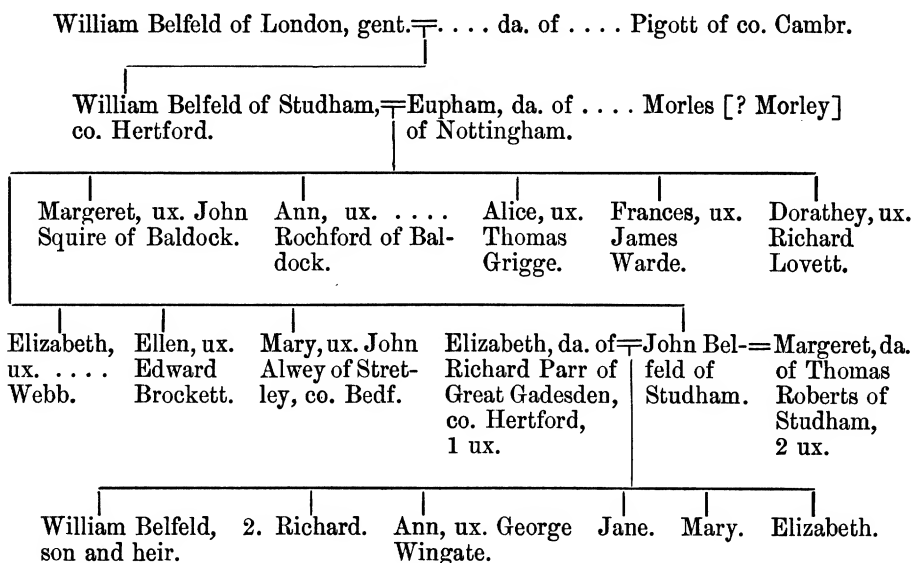 William Belfeld of London, gent.=. . . . da. of . . . . Pigott of co. Cambr.
William Belfeld of Studham,=Eupham, da. of . . . . Morles [? Morley]
co. Hertford. of Nottingham.
Margeret, ux. John
Squire of Baldock.
Ann, ux. . . . .
Rochford of Bal-
dock.
Alice, ux.
Thomas
Grigge.
Frances, ux.
James
Warde.
Dorathey, ux.
Richard
Lovett.
Elizabeth,
ux. . . . .
Webb.
Ellen, ux.
Edward
Brockett.
Mary, ux. John
Alwey of Stret-
ley, co. Bedf.
Elizabeth, da. of
Richard Parr of
Great Gadesden,
co. Hertford,
1 ux.
John Bel-
feld of
Studham.
Margeret, da.
of Thomas
Roberts of
Studham,
2 ux.
William Belfeld,
son and heir.
2. Richard.
Ann, ux. George
Wingate.
Jane.
Mary.
Elizabeth.